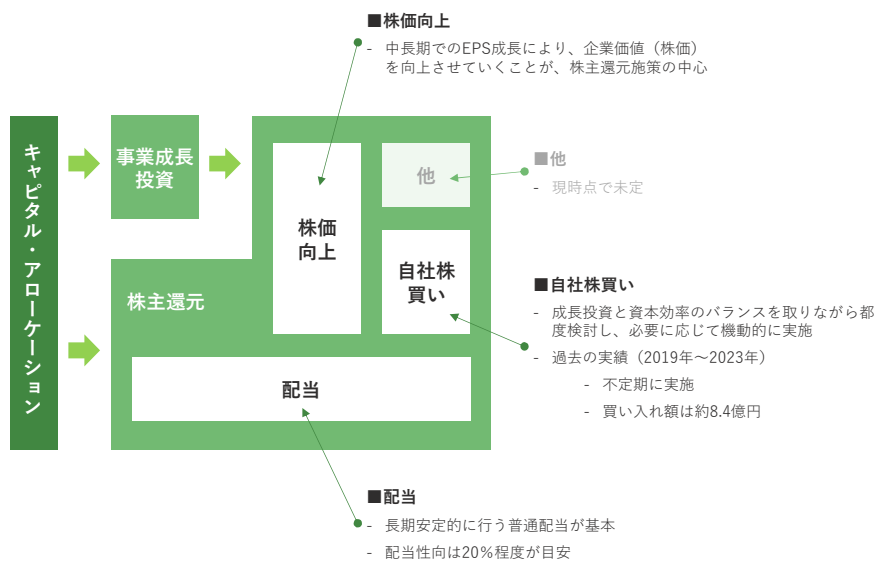 ■株価向上
- 中長期でのEPS成長により、企業価値（株価）
を向上させていくことが、株主還元施策の中心
キャピタル・アローケーション
事業成長
投資
株主還元
株価
向上
他
自社株
買い
配当
■他
- 現時点で未定
■自社株買い
- 成長投資と資本効率のバランスを取りながら都
度検討し、必要に応じて機動的に実施
- 過去の実績（2019年～2023年）
- 不定期に実施
- 買い入れ額は約8.4億円
■配当
- 長期安定的に行う普通配当が基本
- 配当性向は20％程度が目安